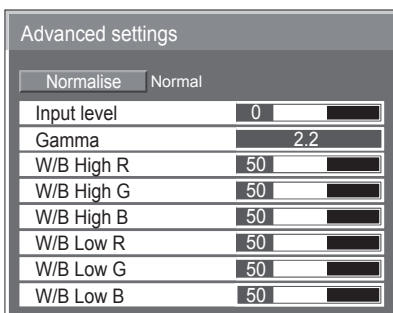 Advanced settings
Normalise Normal
Input level 0
Gamma 2.2
W/B High R 50
W/B High G 50
W/B High B 50
W/B Low R 50
W/B Low G 50
W/B Low B 50